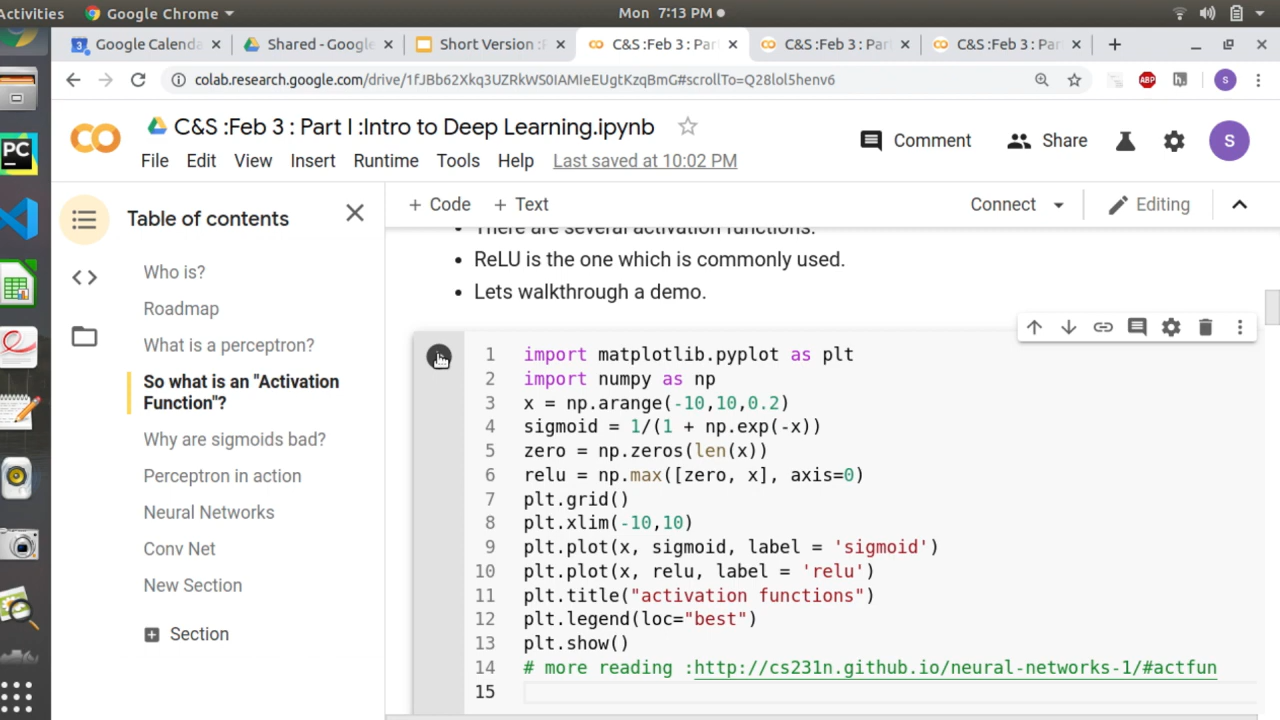 Activities Google Chrome Mon 7:13 PM
Google Calenda Shared - Google Short Version : C&S :Feb 3 : Par C&S :Feb 3 : Par C&S :Feb 3 : Par
colab.research.google.com/drive/1fJBb62Xkq3UZRkWS0IAMIeEUgtKzqBmG#scrollTo=Q28lol5henv6 ABP S
C&S :Feb 3 : Part I :Intro to Deep Learning.ipynb
Comment Share S
File Edit View Insert Runtime Tools Help Last saved at 10:02 PM
PC
+ Code + Text Connect Editing
Table of contents
Who is?
Roadmap
What is a perceptron?
So what is an "Activation
Function"?
Why are sigmoids bad?
Perceptron in action
Neural Networks
Conv Net
New Section
Section
There are several activation functions.
ReLU is the one which is commonly used.
Lets walkthrough a demo.
1 import matplotlib.pyplot as plt
2 import numpy as np
3 x = np.arange(-10,10,0.2)
4 sigmoid = 1/(1 + np.exp(-x))
5 zero = np.zeros(len(x))
6 relu = np.max([zero, x], axis=0)
7 plt.grid()
8 plt.xlim(-10,10)
9 plt.plot(x, sigmoid, label = 'sigmoid')
10 plt.plot(x, relu, label = 'relu')
11 plt.title("activation functions")
12 plt.legend(loc="best")
13 plt.show()
14 # more reading :http://cs231n.github.io/neural-networks-1/#actfun
15